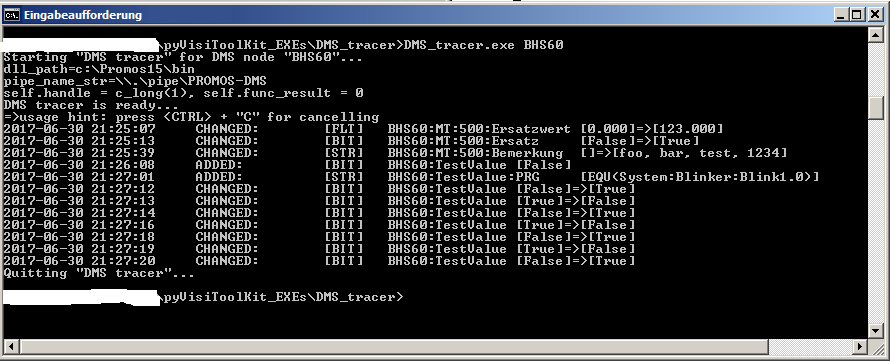 Eingabeaufforderung
\pyVisiToolKit_EXEs\DMS_tracer>DMS_tracer.exe BHS60
Starting "DMS tracer" for DMS node "BHS60"...
dll_path=c:\Promos15\bin
pipe_name_str=\\.\pipe\PROMOS-DMS
self.handle = c_long(1), self.func_result = 0
DMS tracer is ready...
=>usage hint: press <CTRL> + "C" for cancelling
2017-06-30 21:25:07 CHANGED: [FLT] BHS60:MT:500:Ersatzwert [0.000]=>[123.000]
2017-06-30 21:25:13 CHANGED: [BIT] BHS60:MT:500:Ersatz [False]=>[True]
2017-06-30 21:25:39 CHANGED: [STR] BHS60:MT:500:Bemerkung []=>[foo, bar, test, 1234]
2017-06-30 21:26:08 ADDED: [BIT] BHS60:TestValue [False]
2017-06-30 21:27:01 ADDED: [STR] BHS60:TestValue:PRG [EQU(System:Blinker:Blink1.0)]
2017-06-30 21:27:12 CHANGED: [BIT] BHS60:TestValue [False]=>[True]
2017-06-30 21:27:13 CHANGED: [BIT] BHS60:TestValue [True]=>[False]
2017-06-30 21:27:14 CHANGED: [BIT] BHS60:TestValue [False]=>[True]
2017-06-30 21:27:16 CHANGED: [BIT] BHS60:TestValue [True]=>[False]
2017-06-30 21:27:18 CHANGED: [BIT] BHS60:TestValue [False]=>[True]
2017-06-30 21:27:19 CHANGED: [BIT] BHS60:TestValue [True]=>[False]
2017-06-30 21:27:20 CHANGED: [BIT] BHS60:TestValue [False]=>[True]
Quitting "DMS tracer"...
\pyVisiToolKit_EXEs\DMS_tracer>